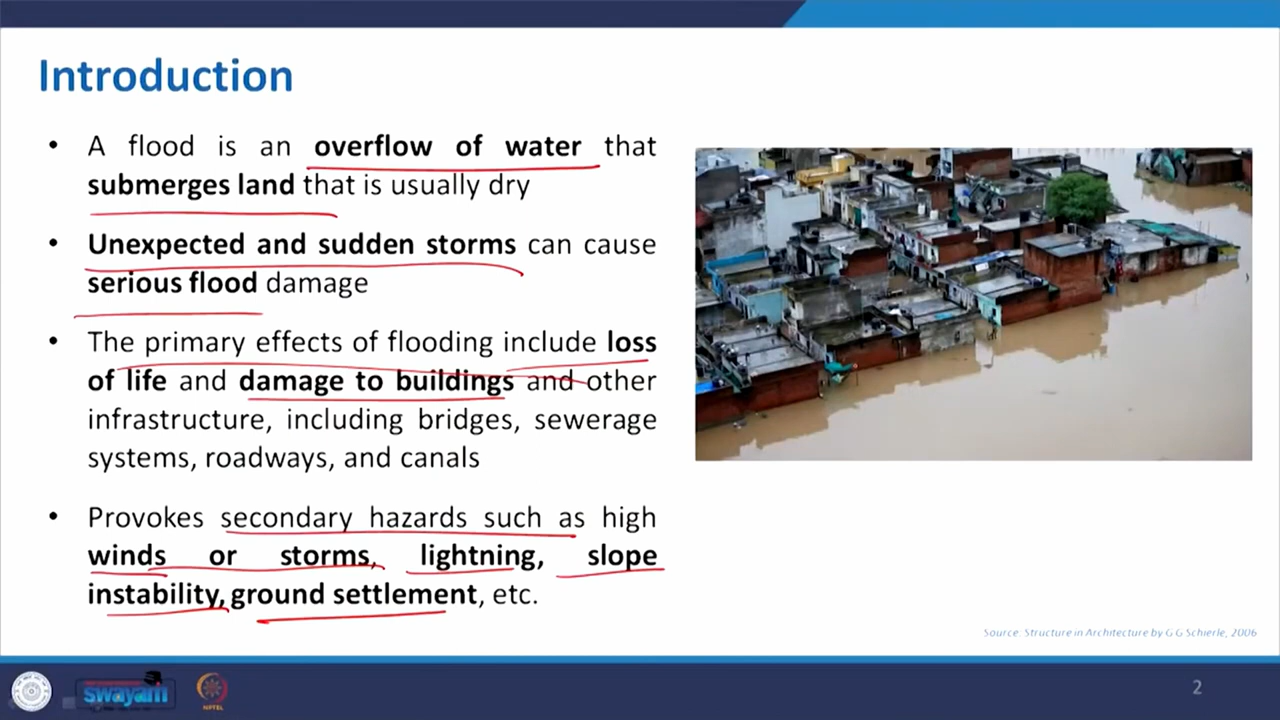 Introduction
• A flood is an overflow of water that
submerges land that is usually dry
• Unexpected and sudden storms can cause
serious flood damage
• The primary effects of flooding include loss
of life and damage to buildings and other
infrastructure, including bridges, sewerage
systems, roadways, and canals
• Provokes secondary hazards such as high
winds or storms, lightning, slope
instability, ground settlement, etc.
Source: Structure in Architecture by G G Schierle, 2006
swayam
NPTEL
2